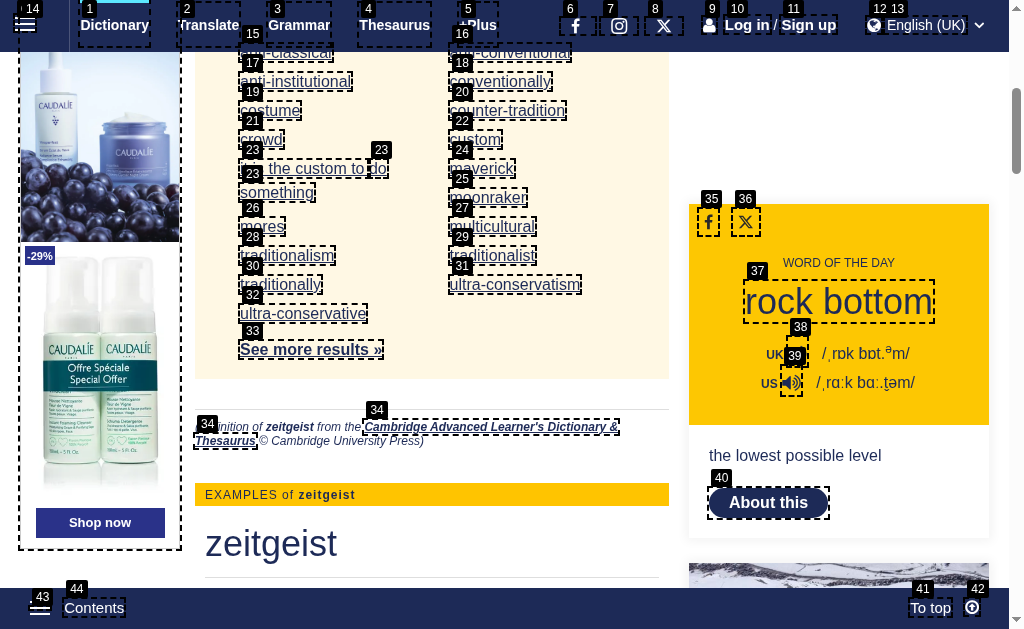 Dictionary
Translate
Grammar
Thesaurus
+Plus
Log in / Sign up
English (UK)
14
1
2
3
4
5
6
7
8
9
10
11
12
13
15
16
anti-classical
anti-conventional
17
18
anti-institutional
conventionally
19
20
costume
counter-tradition
21
22
crowd
custom
23
23
24
the custom to do
maverick
23
25
something
moonraker
26
27
mores
multicultural
28
29
traditionalism
traditionalist
30
31
traditionally
ultra-conservatism
32
ultra-conservative
33
See more results »
34
34
of zeitgeist from the Cambridge Advanced Learner's Dictionary &
Thesaurus © Cambridge University Press)
EXAMPLES of zeitgeist
zeitgeist
CAUDALÍE
CAUDALÍE
-29%
CAUDALÍE
CAUDALÍE
Offre Spéciale
Special Offer
Shop now
35
36
WORD OF THE DAY
37
rock bottom
38
UK
39
/ˌrɒk bɒt.ᵊm/
US
/ˌrɑːk bɑː.t̬əm/
the lowest possible level
40
About this
43
44
Contents
41
42
To top